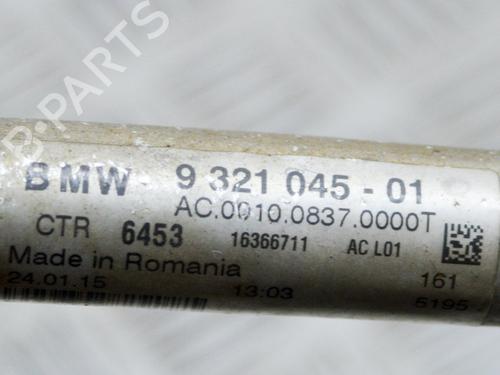 B-PARTS
BMW 9 321 045 - 01
AC.0010.0837.0000T
CTR 6453 16366711 AC L01
Made in Romania 161
24.01.15 13:03 5195